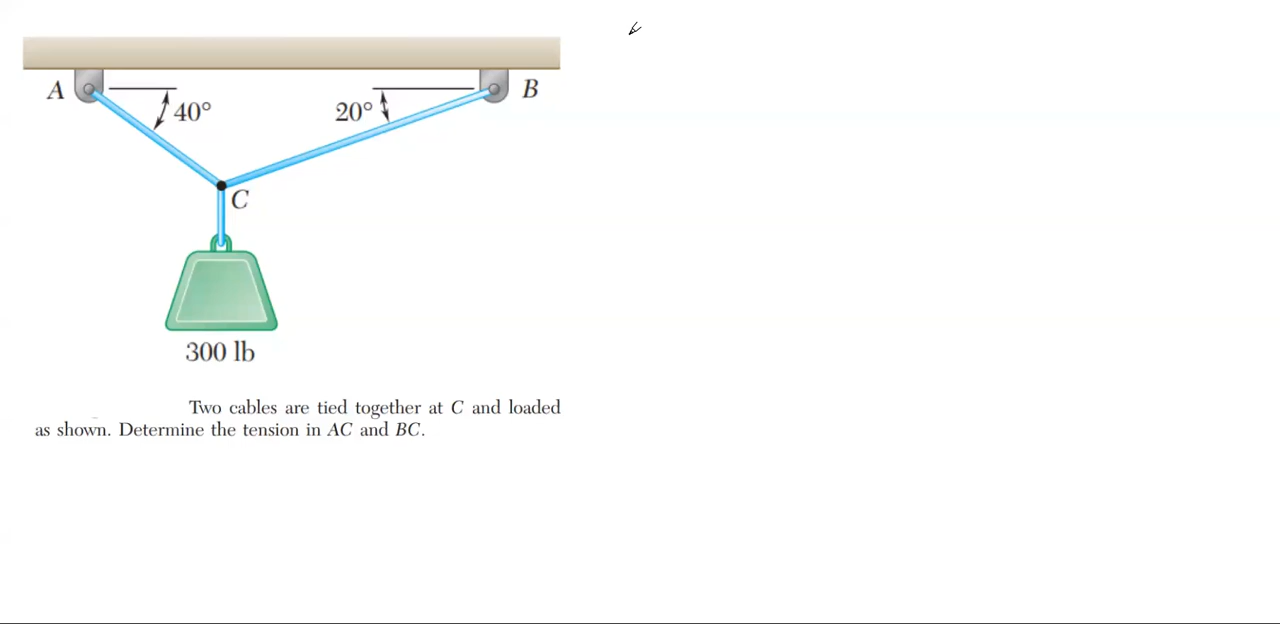 A
B
40°
20°
C
300 lb
Two cables are tied together at C and loaded
as shown. Determine the tension in AC and BC.